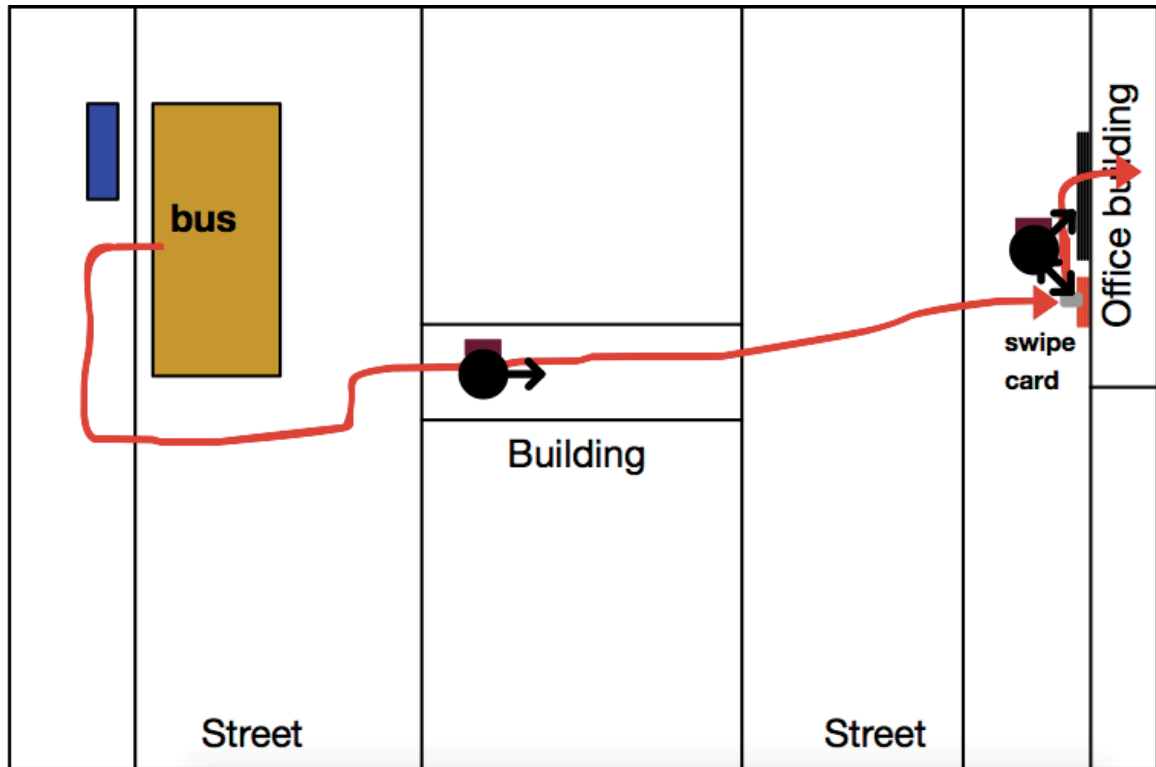 bus
Office building
swipe
card
Building
Street
Street